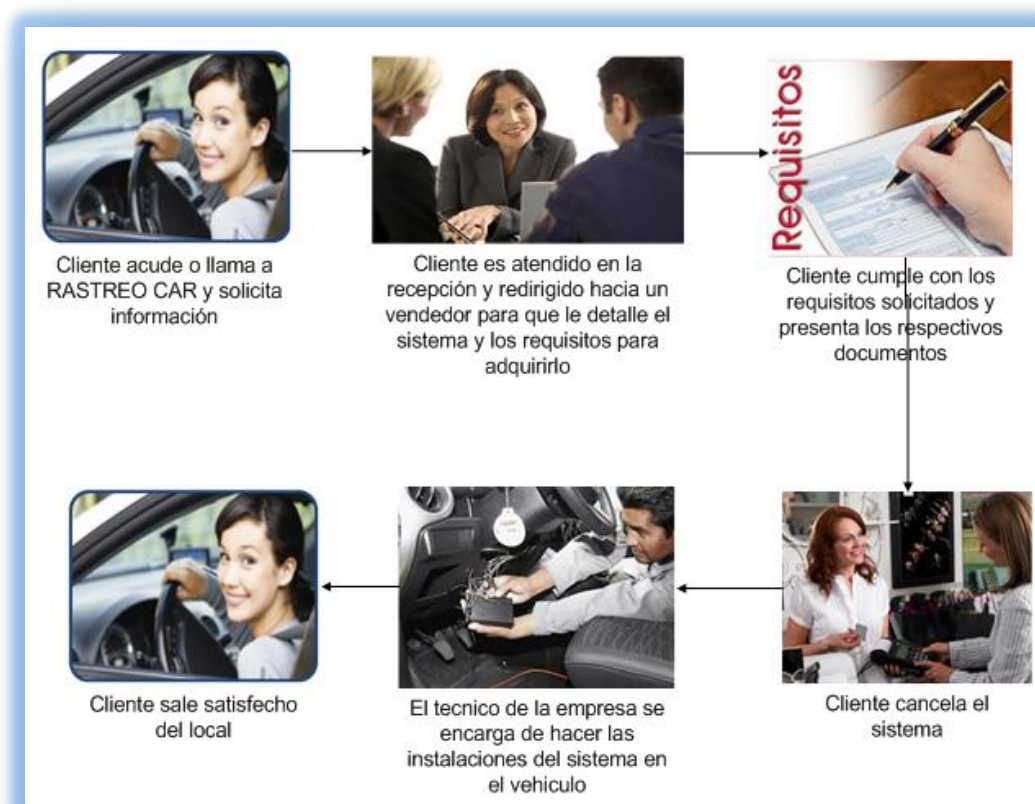 Requisitos
Cliente acude o llama a
RASTREO CAR y solicita
información
Cliente es atendido en la
recepción y redirigido hacia un
vendedor para que le detalle el
sistema y los requisitos para
adquirirlo
Cliente cumple con los
requisitos solicitados y
presenta los respectivos
documentos
Cliente sale satisfecho
del local
El tecnico de la empresa se
encarga de hacer las
instalaciones del sistema en
el vehiculo
Cliente cancela el
sistema